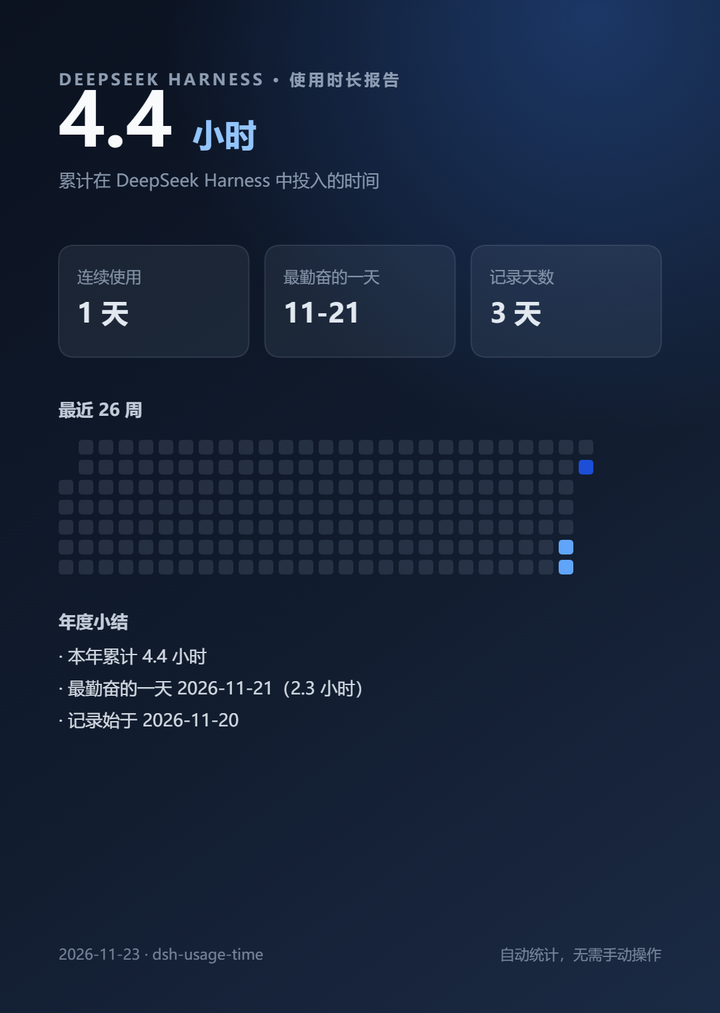 DEEPSEEK HARNESS • 使用时长报告
4.4 小时
累计在 DeepSeek Harness 中投入的时间
连续使用
1 天
最勤奋的一天
11-21
记录天数
3 天
最近 26 周
年度小结
· 本年累计 4.4 小时
· 最勤奋的一天 2026-11-21（2.3 小时）
· 记录始于 2026-11-20
2026-11-23 · dsh-usage-time
自动统计，无需手动操作